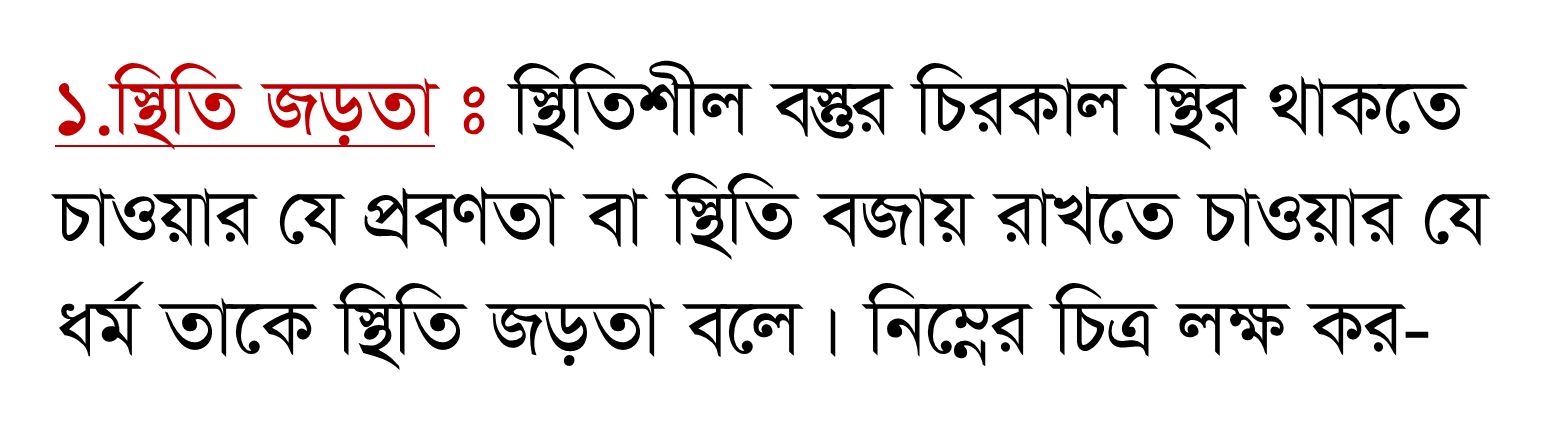 ১.স্থিতি জড়তা ঃ স্থিতিশীল বস্তুর চিরকাল স্থির থাকতে
চাওয়ার যে প্রবণতা বা স্থিতি বজায় রাখতে চাওয়ার যে
ধর্ম তাকে স্থিতি জড়তা বলে। নিম্নের চিত্র লক্ষ কর-